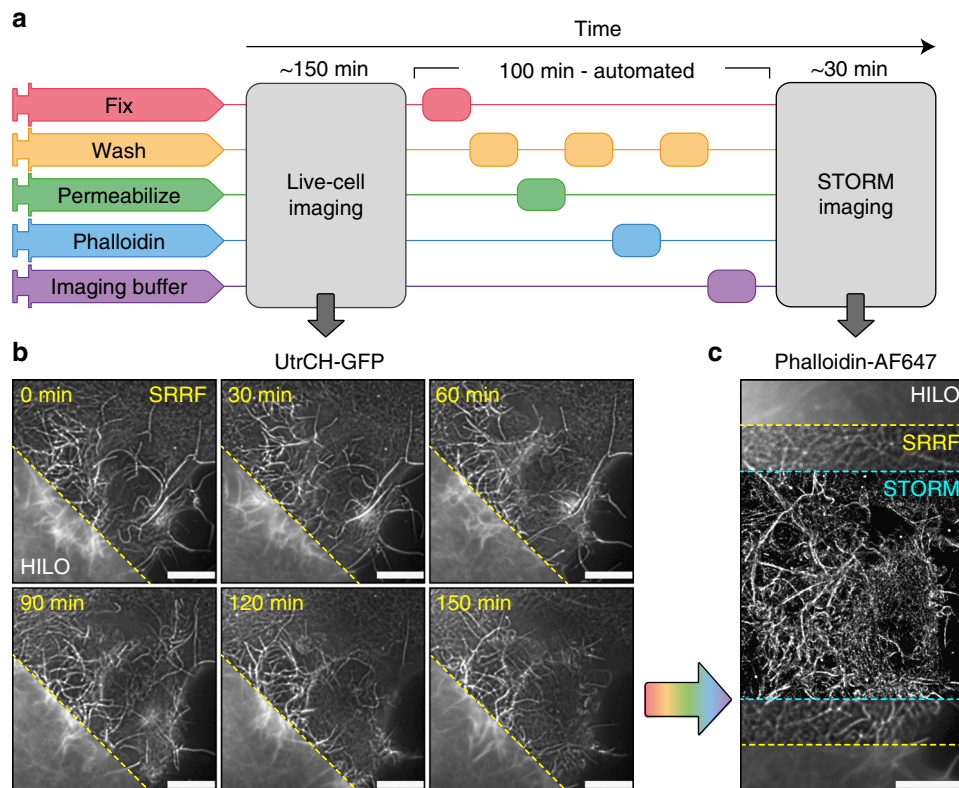 a
Time
~150 min
100 min - automated
~30 min
Fix
Wash
Permeabilize
Phalloidin
Imaging buffer
Live-cell
imaging
STORM
imaging
b
UtrCH-GFP
0 min
SRRF
30 min
60 min
HILO
90 min
120 min
150 min
c
Phalloidin-AF647
HILO
SRRF
STORM